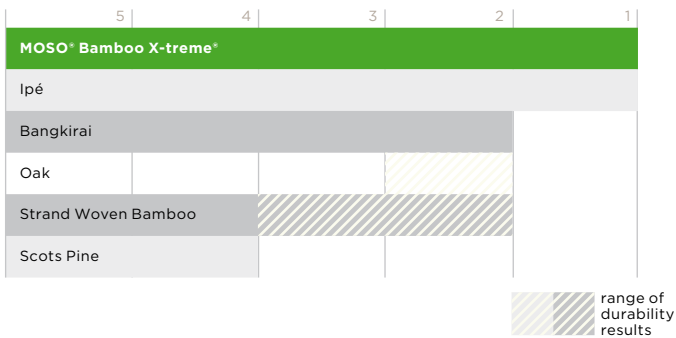 5 4 3 2 1
MOSO® Bamboo X-treme®
Ipé
Bangkirai
Oak
Strand Woven Bamboo
Scots Pine
range of
durability
results